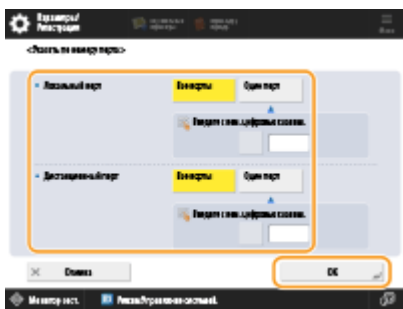 Параметры/
Регистрация
<Указать по номеру порта>
Локальный порт
Все порты
Один порт
Введите с пом. цифровых клавиш.
Дистанционный порт
Все порты
Один порт
Введите с пом. цифровых клавиш.
Отмена
OK
Монитор сост.